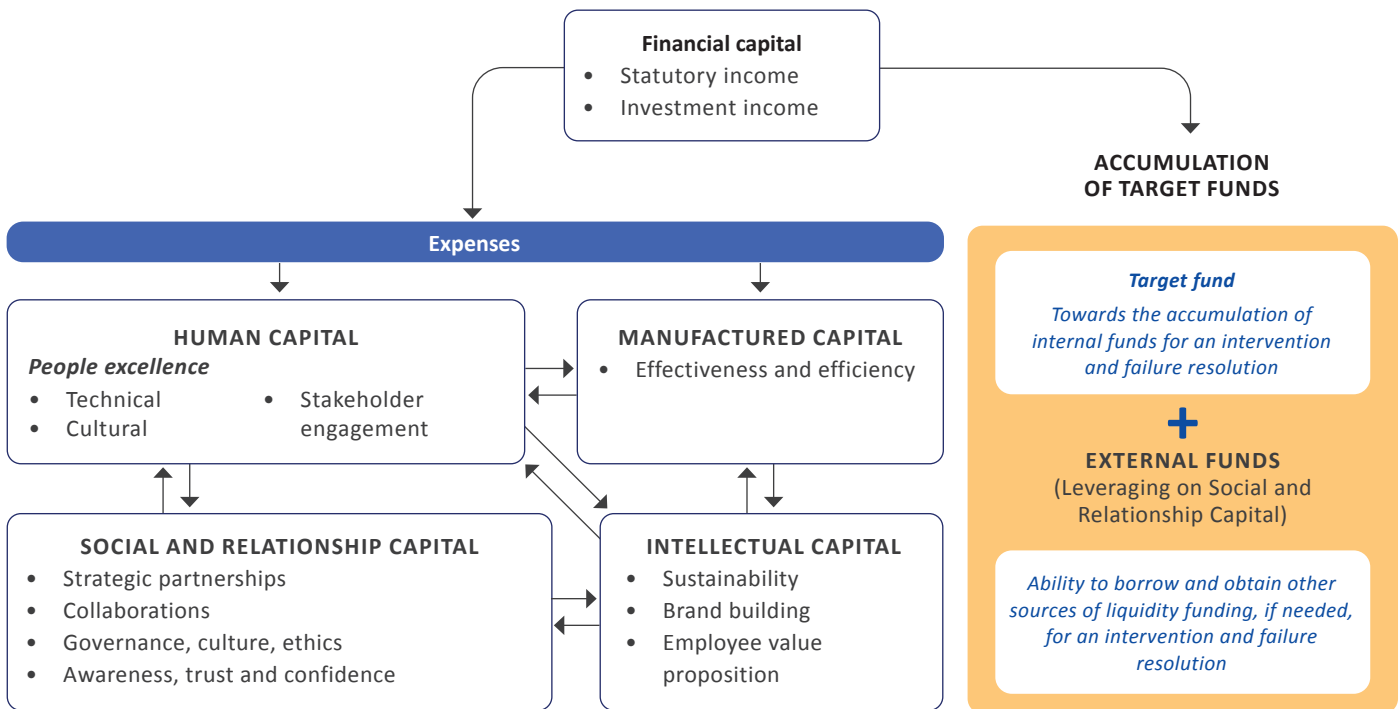 Financial capital
• Statutory income
• Investment income
ACCUMULATION
OF TARGET FUNDS
Expenses
HUMAN CAPITAL
People excellence
• Technical
• Cultural
• Stakeholder
engagement
MANUFACTURED CAPITAL
• Effectiveness and efficiency
SOCIAL AND RELATIONSHIP CAPITAL
• Strategic partnerships
• Collaborations
• Governance, culture, ethics
• Awareness, trust and confidence
INTELLECTUAL CAPITAL
• Sustainability
• Brand building
• Employee value
proposition
Target fund
Towards the accumulation of
internal funds for an intervention
and failure resolution
+
EXTERNAL FUNDS
(Leveraging on Social and
Relationship Capital)
Ability to borrow and obtain other
sources of liquidity funding, if needed,
for an intervention and failure
resolution